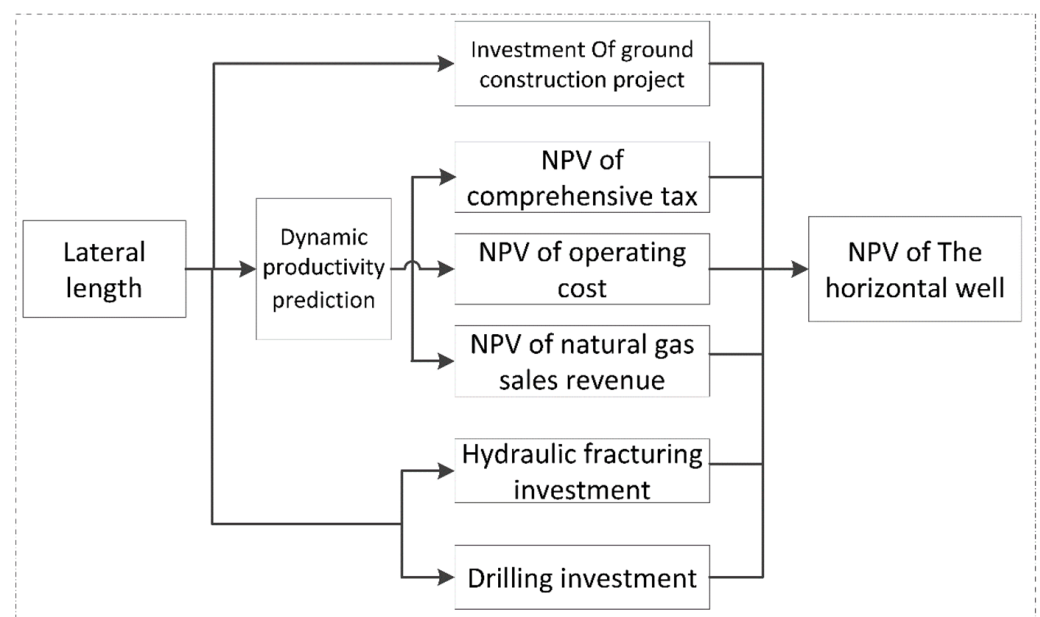 Investment Of ground
construction project
NPV of
comprehensive tax
Lateral
length
Dynamic
productivity
prediction
NPV of operating
cost
NPV of The
horizontal well
NPV of natural gas
sales revenue
Hydraulic fracturing
investment
Drilling investment